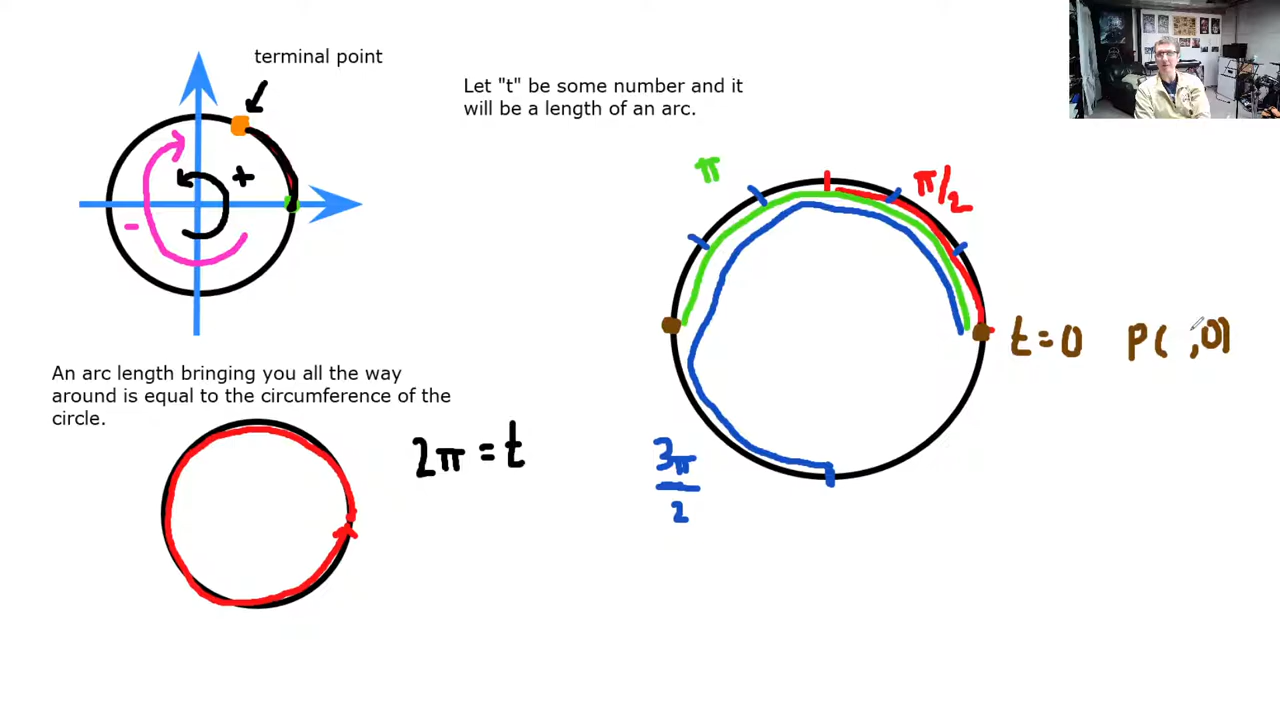 terminal point
+
-
Let "t" be some number and it
will be a length of an arc.
π
π/2
t=0 P( ,0)
An arc length bringing you all the way
around is equal to the circumference of the
circle.
2π=t
3π
2